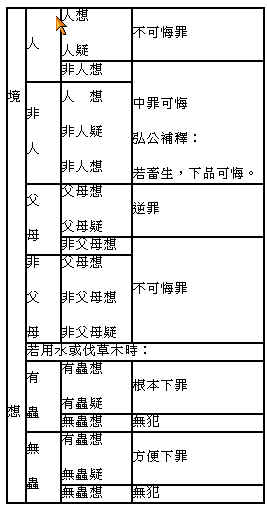 境
想
人
人想
人疑
不可悔罪
非人想
非
人
人　想
非人疑
非人想
中罪可悔
弘公補釋：
若畜生，下品可悔。
父
母
父母想
父母疑
逆罪
非父母想
非
父
母
父母想
非父母想
非父母疑
不可悔罪
若用水或伐草木時：
有
蟲
有蟲想
有蟲疑
根本下罪
無蟲想
無犯
無
蟲
有蟲想
無蟲疑
方便下罪
無蟲想
無犯